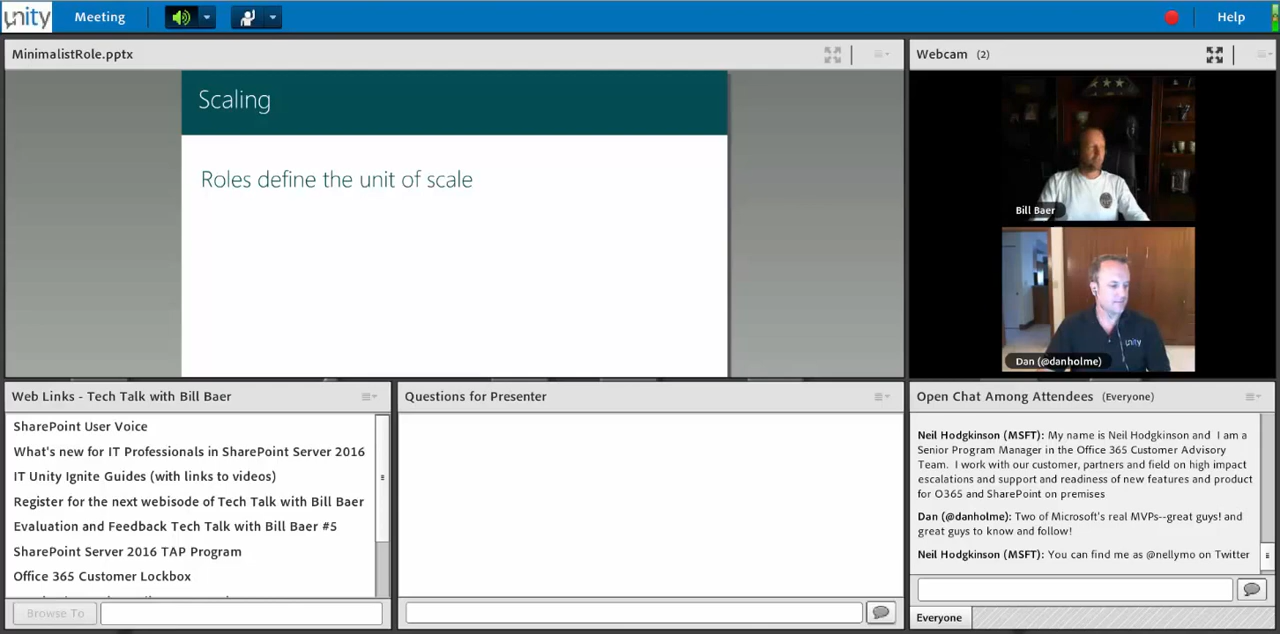 unity Meeting Help
MinimalistRole.pptx
Scaling
Roles define the unit of scale
Webcam (2)
Bill Baer
unity
Dan (@danholme)
Web Links - Tech Talk with Bill Baer
SharePoint User Voice
What's new for IT Professionals in SharePoint Server 2016
IT Unity Ignite Guides (with links to videos)
Register for the next webisode of Tech Talk with Bill Baer
Evaluation and Feedback Tech Talk with Bill Baer #5
SharePoint Server 2016 TAP Program
Office 365 Customer Lockbox
Browse To
Questions for Presenter
Open Chat Among Attendees (Everyone)
Neil Hodgkinson (MSFT): My name is Neil Hodgkinson and I am a
Senior Program Manager in the Office 365 Customer Advisory
Team. I work with our customer, partners and field on high impact
escalations and support and readiness of new features and product
for O365 and SharePoint on premises
Dan (@danholme): Two of Microsoft's real MVPs--great guys! and
great guys to know and follow!
Neil Hodgkinson (MSFT): You can find me as @nellymo on Twitter
Everyone